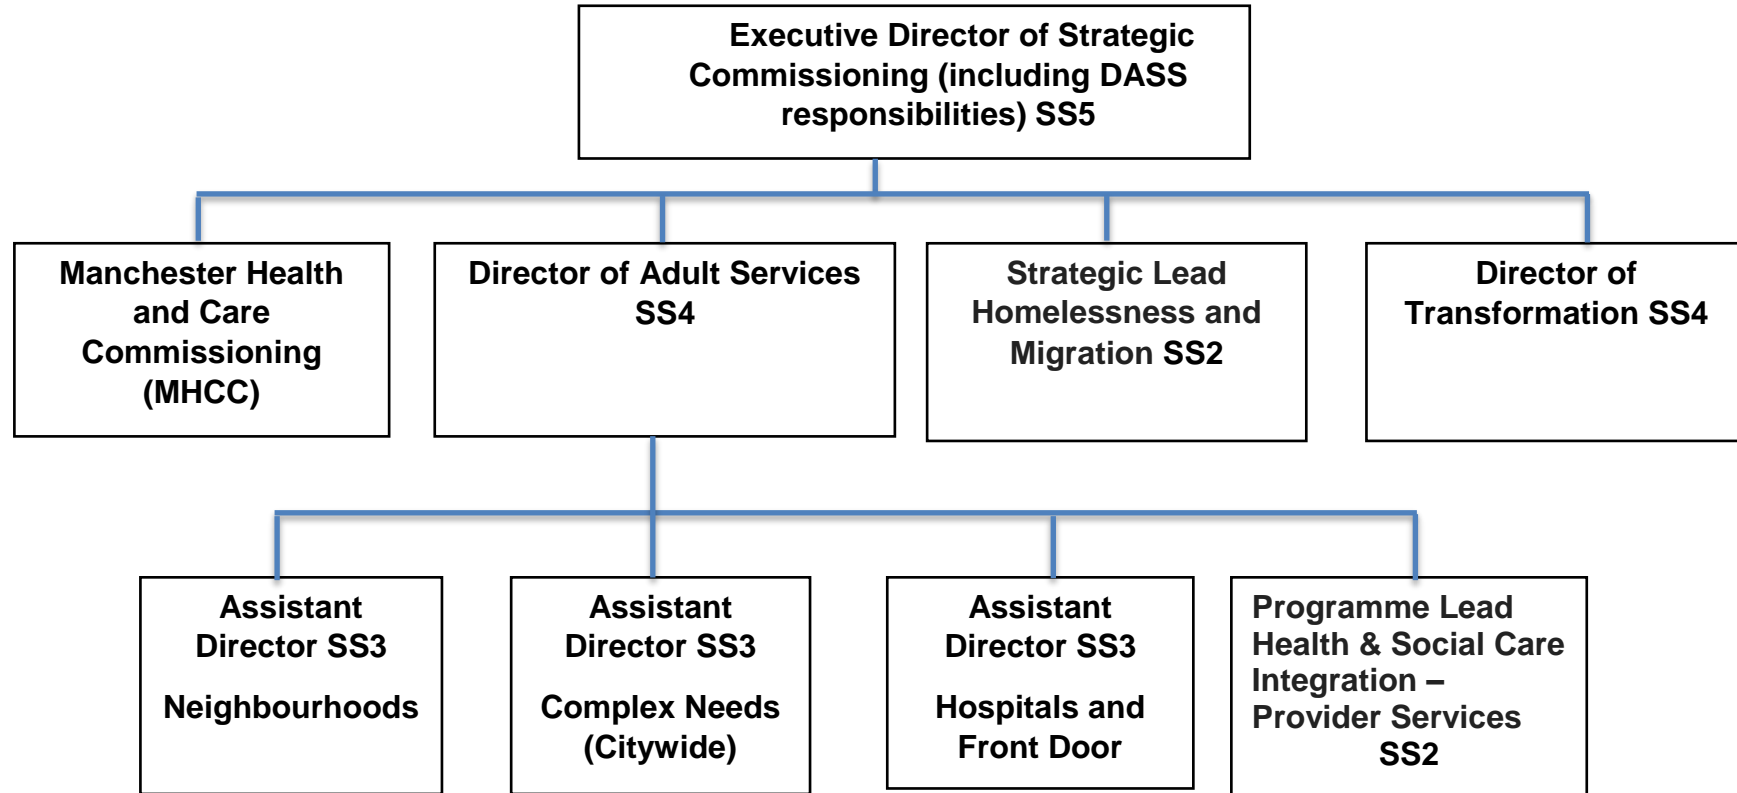 Executive Director of Strategic
Commissioning (including DASS
responsibilities) SS5
Manchester Health
and Care
Commissioning
(MHCC)
Director of Adult Services
SS4
Strategic Lead
Homelessness and
Migration SS2
Director of
Transformation SS4
Assistant
Director SS3
Neighbourhoods
Assistant
Director SS3
Complex Needs
(Citywide)
Assistant
Director SS3
Hospitals and
Front Door
Programme Lead
Health & Social Care
Integration –
Provider Services
SS2